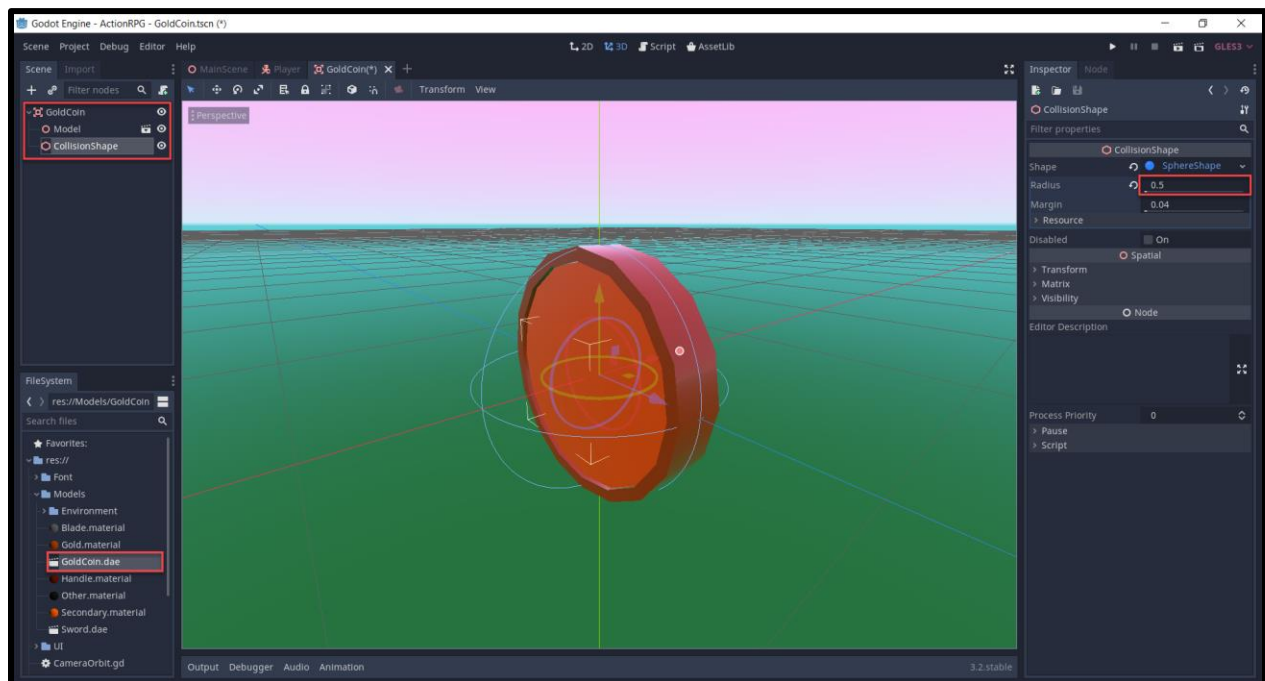 Godot Engine - ActionRPG - GoldCoin.tscn (*)
Scene Project Debug Editor Help
2D 3D Script AssetLib
GLES3
Scene Import
MainScene Player GoldCoin(*)
Inspector Node
Filter nodes
Transform View
GoldCoin
Model
CollisionShape
Perspective
CollisionShape
Filter properties
CollisionShape
Shape SphereShape
Radius 0.5
Margin 0.04
> Resource
Disabled On
Spatial
> Transform
> Matrix
> Visibility
Node
Editor Description
Process Priority 0
> Pause
> Script
FileSystem
res://Models/GoldCoin
Search files
Favorites:
res://
Font
Models
Environment
Blade.material
Gold.material
GoldCoin.dae
Handle.material
Other.material
Secondary.material
Sword.dae
UI
CameraOrbit.gd
Output Debugger Audio Animation
3.2.stable